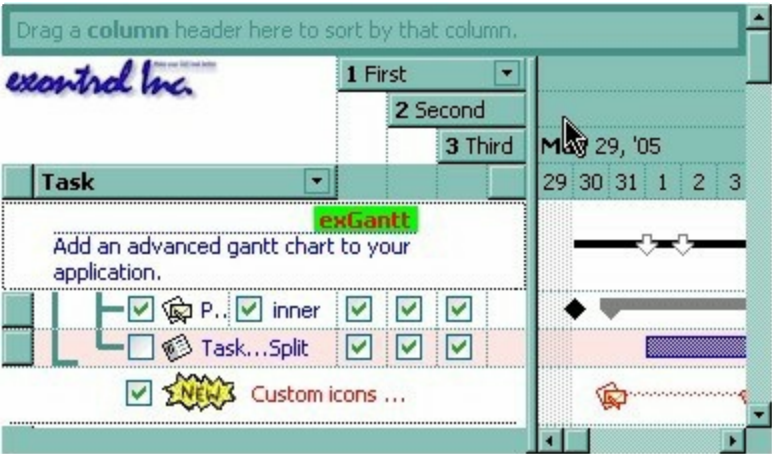 Drag a column header here to sort by that column.
exontrol Inc.
1 First
2 Second
3 Third
May 29, '05
Task
29 30 31 1 2 3
exGantt
Add an advanced gantt chart to your
application.
P.. inner
Task...Split
NEW
Custom icons ...